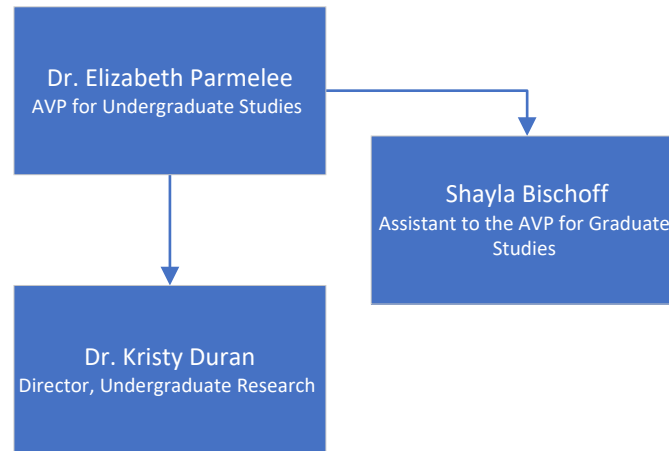 Dr. Elizabeth Parmelee
AVP for Undergraduate Studies
Shayla Bischoff
Assistant to the AVP for Graduate
Studies
Dr. Kristy Duran
Director, Undergraduate Research